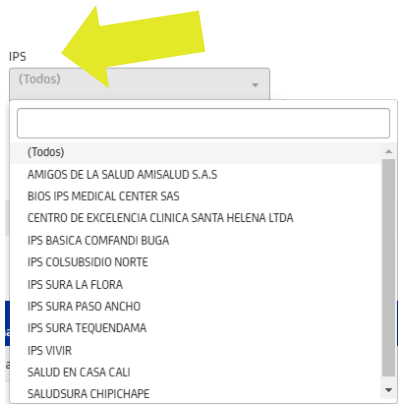 IPS
(Todos)
(Todos)
AMIGOS DE LA SALUD AMISALUD S.A.S
BIOS IPS MEDICAL CENTER SAS
CENTRO DE EXCELENCIA CLINICA SANTA HELENA LTDA
IPS BASICA COMFANDI BUGA
IPS COLSUBSIDIO NORTE
IPS SURA LA FLORA
IPS SURA PASO ANCHO
IPS SURA TEQUENDAMA
IPS VIVIR
SALUD EN CASA CALI
SALUDSURA CHIPICHAPE